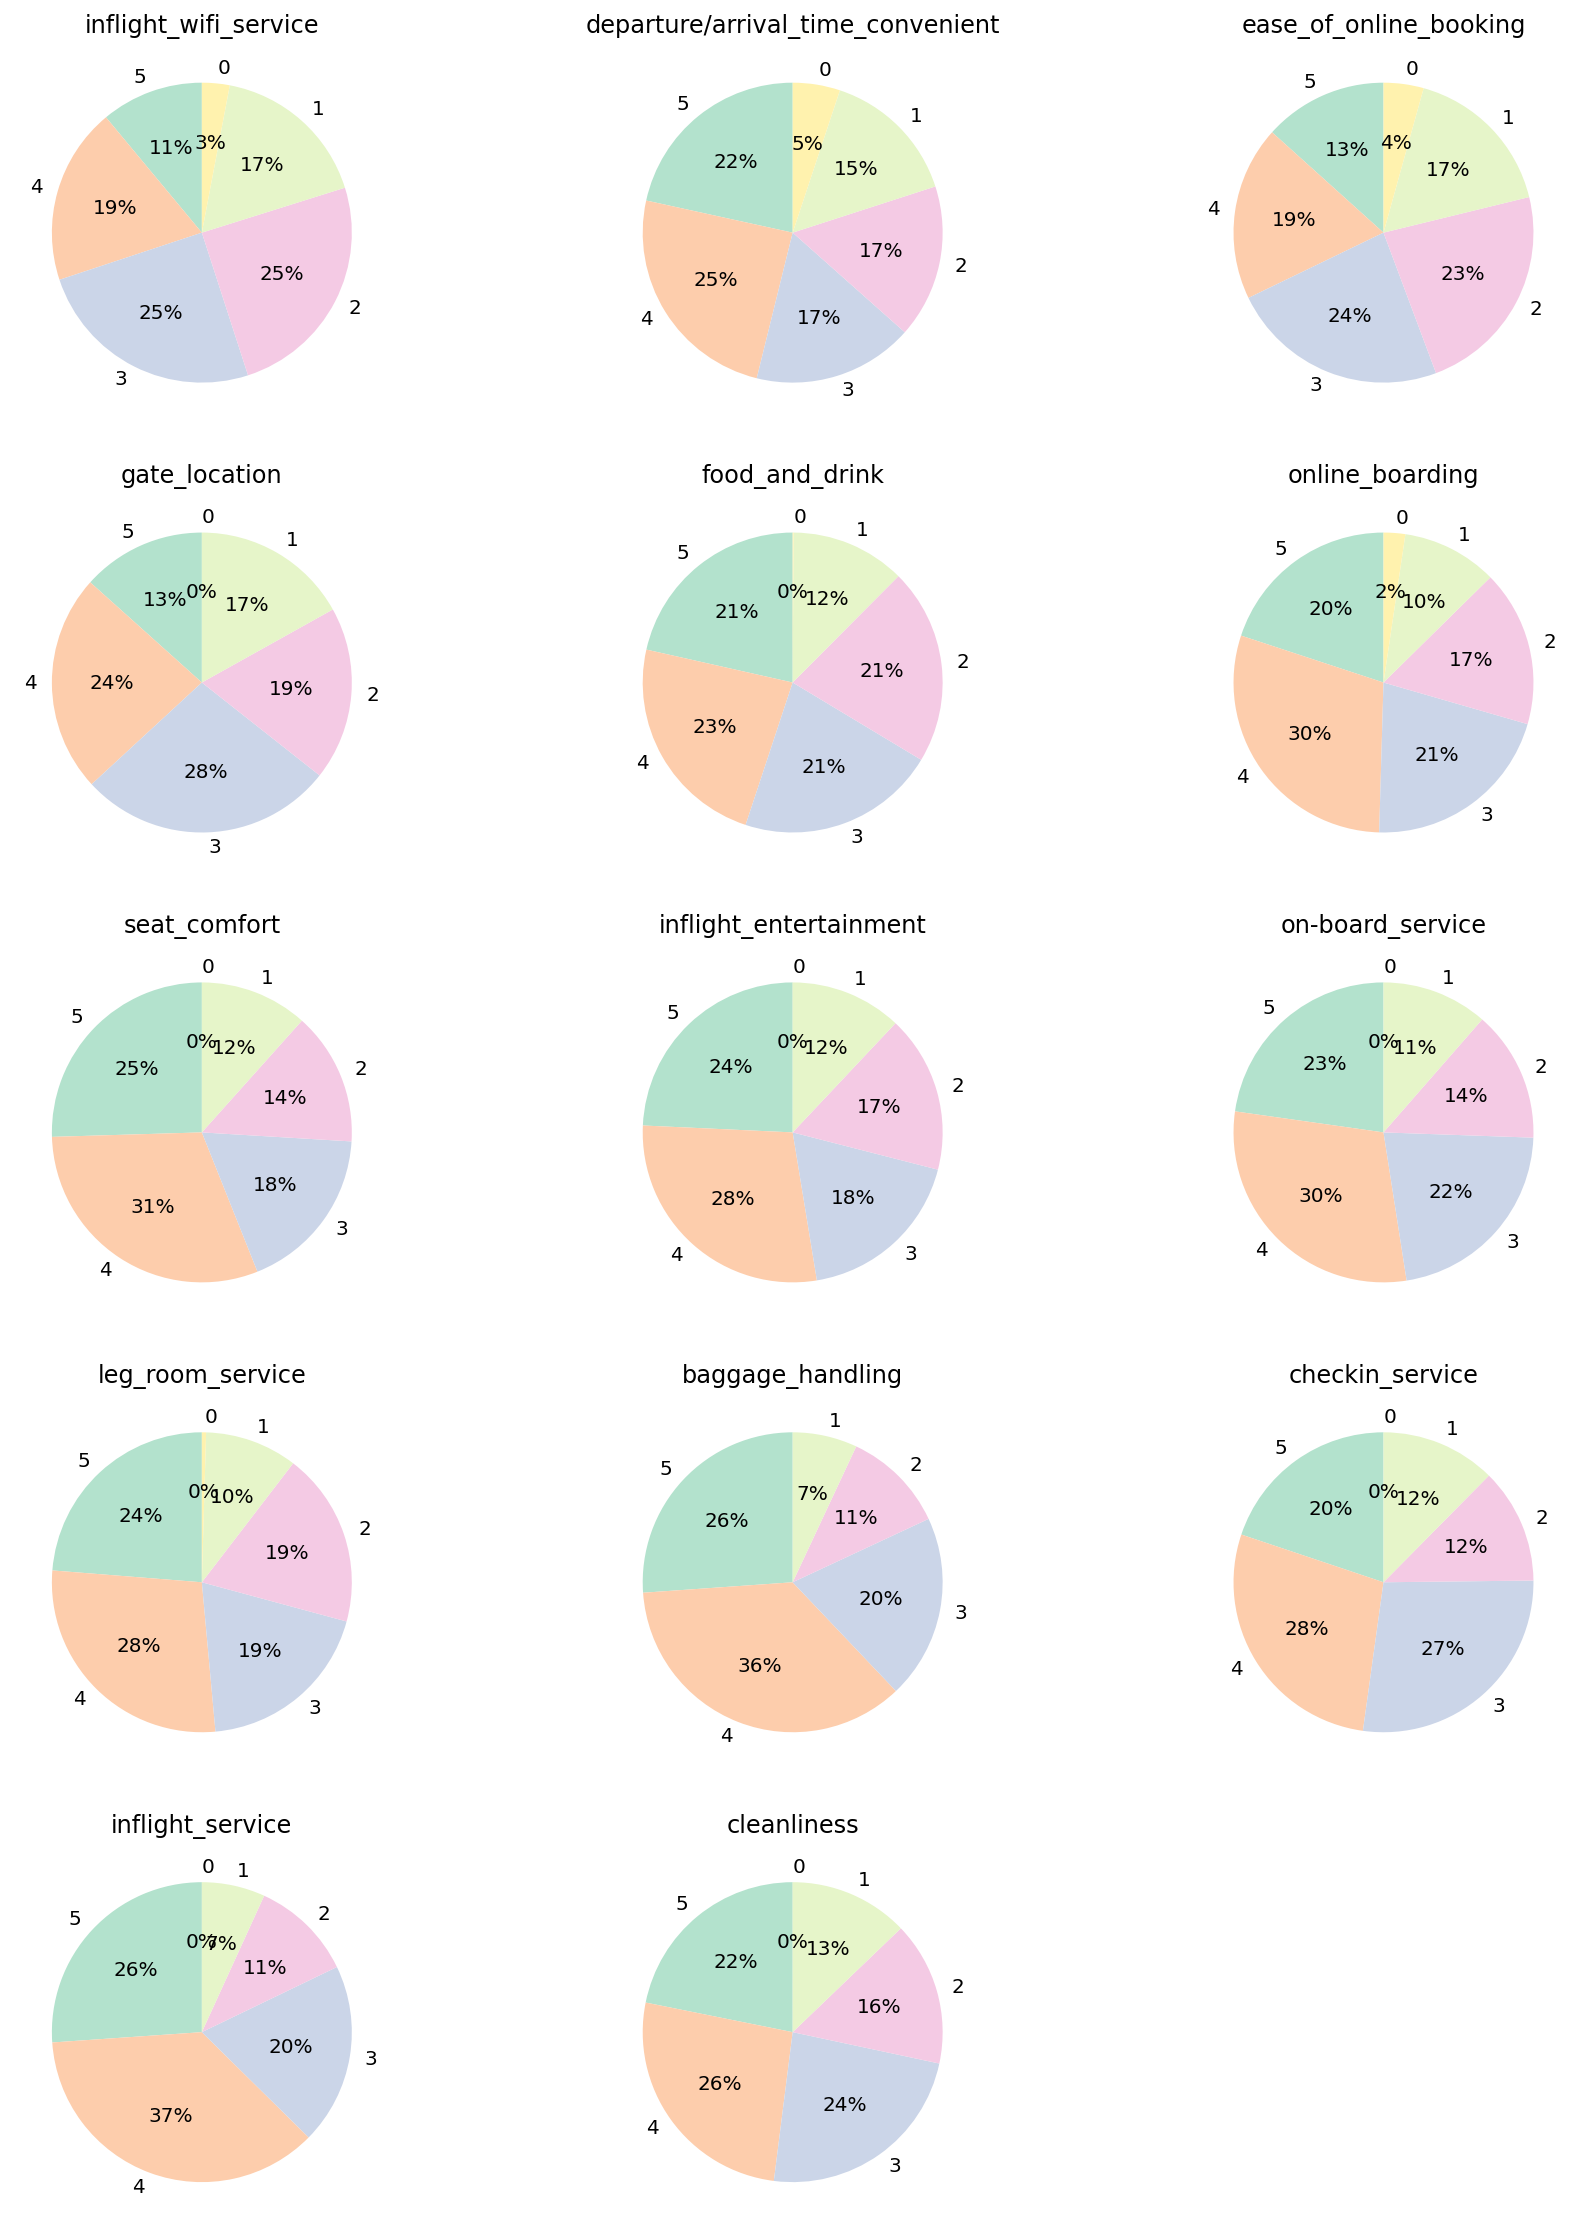 inflight_wifi_service
departure/arrival_time_convenient
ease_of_online_booking
5 0 1
11% 3% 17%
4 19%
25% 2
25%
3
5 0 1
22% 5% 15%
17% 2
25%
4 17%
3
5 0 1
13% 4% 17%
4 19%
23% 2
24%
3
gate_location
food_and_drink
online_boarding
5 0 1
13% 0% 17%
4 24% 19% 2
28%
3
5 0 1
21% 0% 12%
21% 2
23%
4 21%
3
5 0 1
20% 2% 10%
17% 2
30% 21%
4 3
seat_comfort
inflight_entertainment
on-board_service
5 0 1
25% 0% 12%
14% 2
31% 18%
4 3
5 0 1
24% 0% 12%
17% 2
28% 18%
4 3
5 0 1
23% 0% 11%
14% 2
30% 22%
4 3
leg_room_service
baggage_handling
checkin_service
5 0 1
24% 0% 10%
19% 2
28% 19%
4 3
5 1 2
26% 7% 11%
20% 3
36%
4
5 0 1
20% 0% 12%
12% 2
28% 27%
4 3
inflight_service
cleanliness
5 0 1 2
26% 0% 7% 11%
20% 3
37%
4
5 0 1
22% 0% 13%
16% 2
26% 24%
4 3